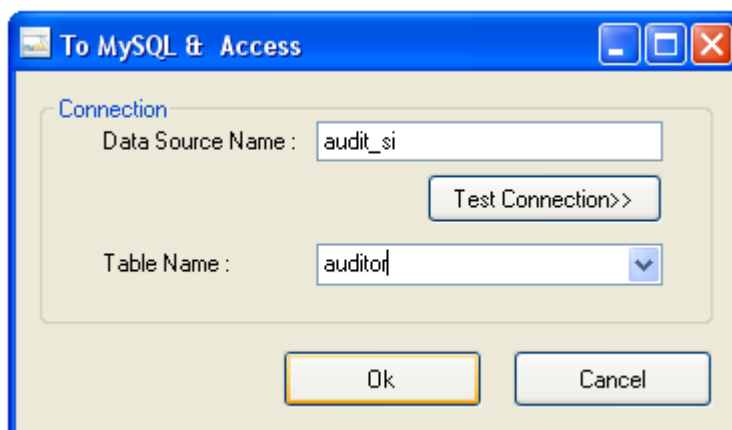 To MySQL & Access
Connection
Data Source Name : audit_si
Test Connection>>
Table Name : auditor
Ok Cancel